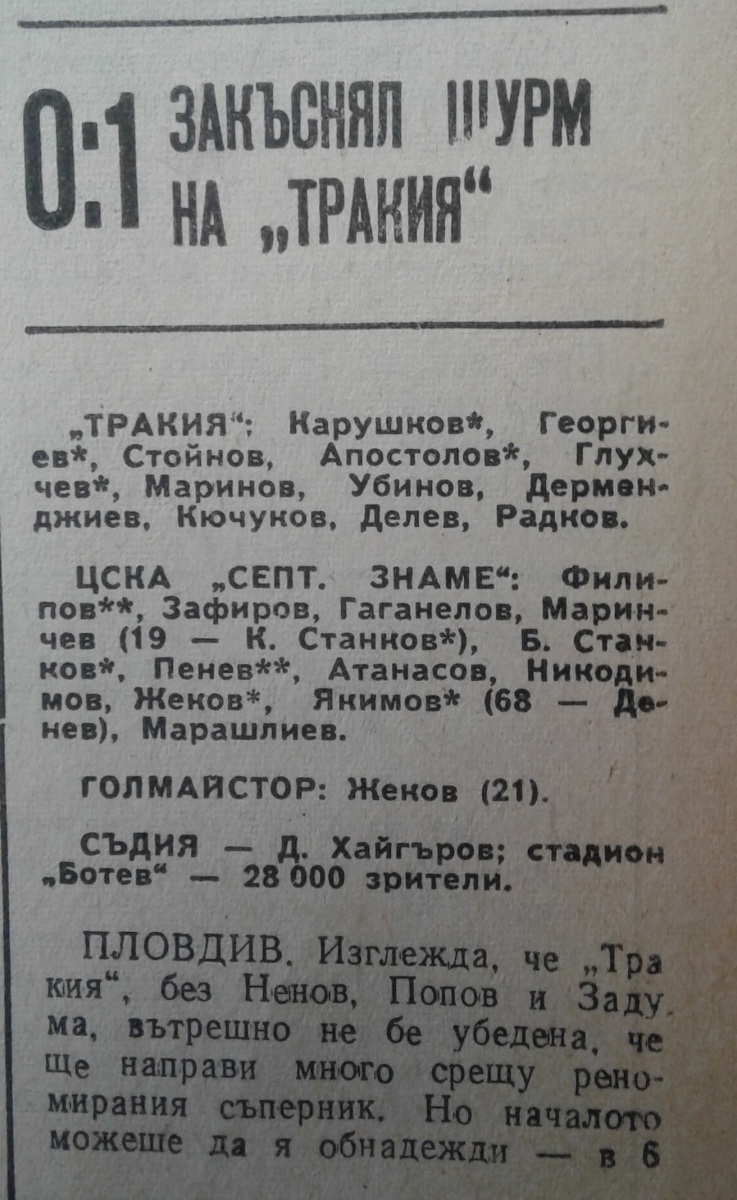 0:1 ЗАКЪСНЯЛ ЩУРМ
НА „ТРАКИЯ“
„ТРАКИЯ“: Карушков*, Георги-
ев*, Стойнов, Апостолов*, Глух-
чев*, Маринов, Убинов, Дермен-
джиев, Кючуков, Делев, Радков.
ЦСКА „СЕПТ. ЗНАМЕ“: Фили-
пов**, Зафиров, Гаганелов, Марин-
чев (19 — К. Станков*), Б. Стан-
ков*, Пенев**, Атанасов, Никоди-
мов, Жеков*, Якимов* (68 — Де-
нев), Марашлиев.
ГОЛМАЙСТОР: Жеков (21).
СЪДИЯ — Д. Хайгъров; стадион
„Ботев“ — 28 000 зрители.
ПЛОВДИВ. Изглежда, че „Тра
кия“, без Ненов, Попов и Заду.
ма, вътрешно не бе убедена, че
ще направи много срещу рено-
мирания съперник. Но началото
можеше да я обнадежди — в 6